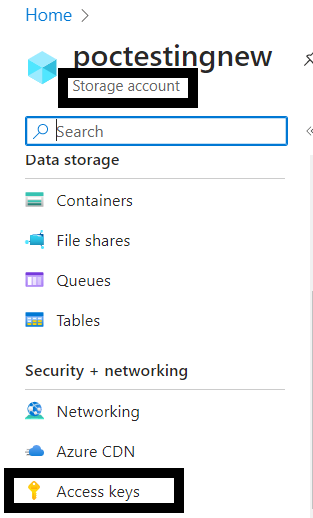 Home
poctestingnew
Storage account
Search
Data storage
Containers
File shares
Queues
Tables
Security + networking
Networking
Azure CDN
Access keys